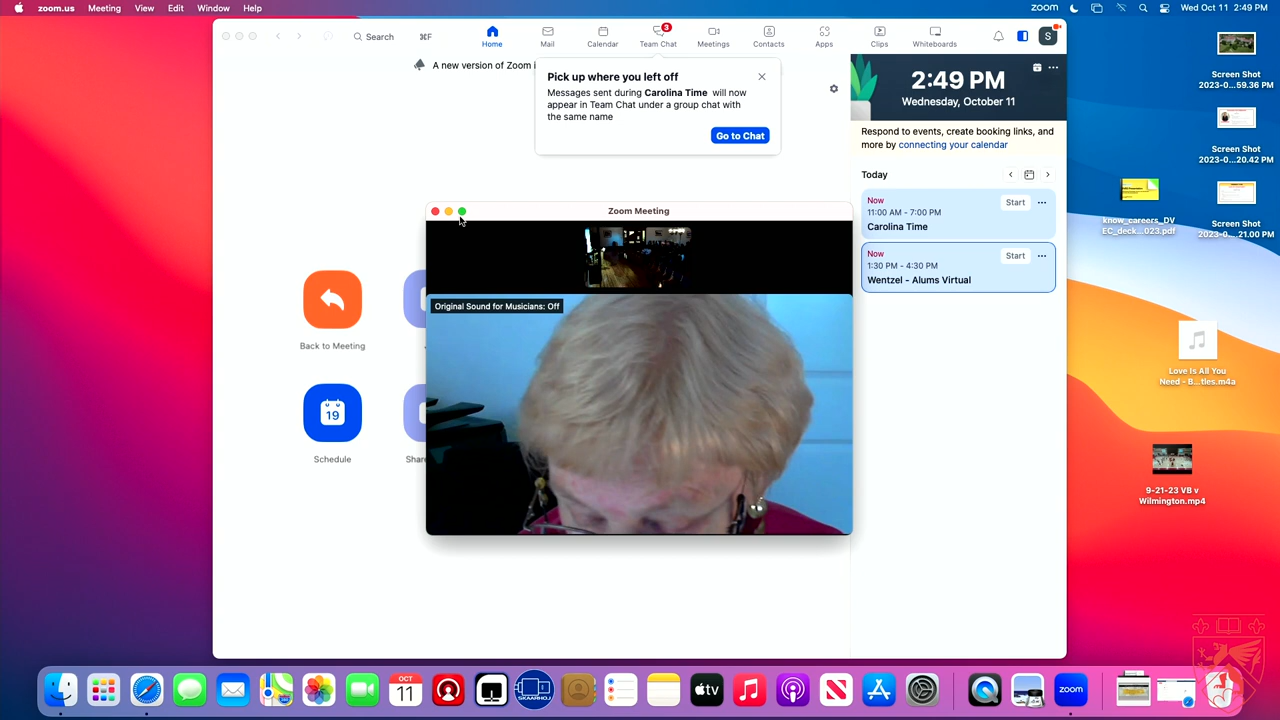 zoom.us Meeting View Edit Window Help
zoom Wed Oct 11 2:49 PM
Search ⌘F
Home Mail Calendar Team Chat 3 Meetings Contacts Apps Clips Whiteboards S
A new version of Zoom i
Pick up where you left off
Messages sent during Carolina Time will now
appear in Team Chat under a group chat with
the same name
Go to Chat
2:49 PM
Wednesday, October 11
Respond to events, create booking links, and
more by connecting your calendar
Today
Now
11:00 AM - 7:00 PM
Carolina Time
Start
Now
1:30 PM - 4:30 PM
Wentzel - Alums Virtual
Start
Zoom Meeting
Original Sound for Musicians: Off
Back to Meeting
19
Schedule
Share
Screen Shot
2023-0...59.36 PM
Screen Shot
2023-0...20.42 PM
Screen Shot
2023-0...21.00 PM
know_careers_DV
EC_deck...023.pdf
Love Is All You
Need - B...tles.m4a
9-21-23 VB v
Wilmington.mp4
OCT
11
SKAARHOJ
tv
zoom